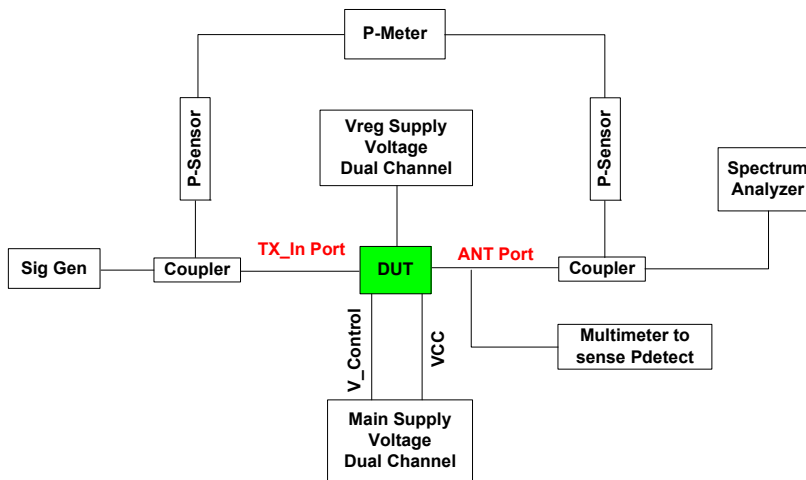 P-Meter
P-Sensor
Vreg Supply
Voltage
Dual Channel
P-Sensor
Spectrum
Analyzer
TX_In Port
ANT Port
Sig Gen
Coupler
DUT
Coupler
V_Control
VCC
Multimeter to
sense Pdetect
Main Supply
Voltage
Dual Channel